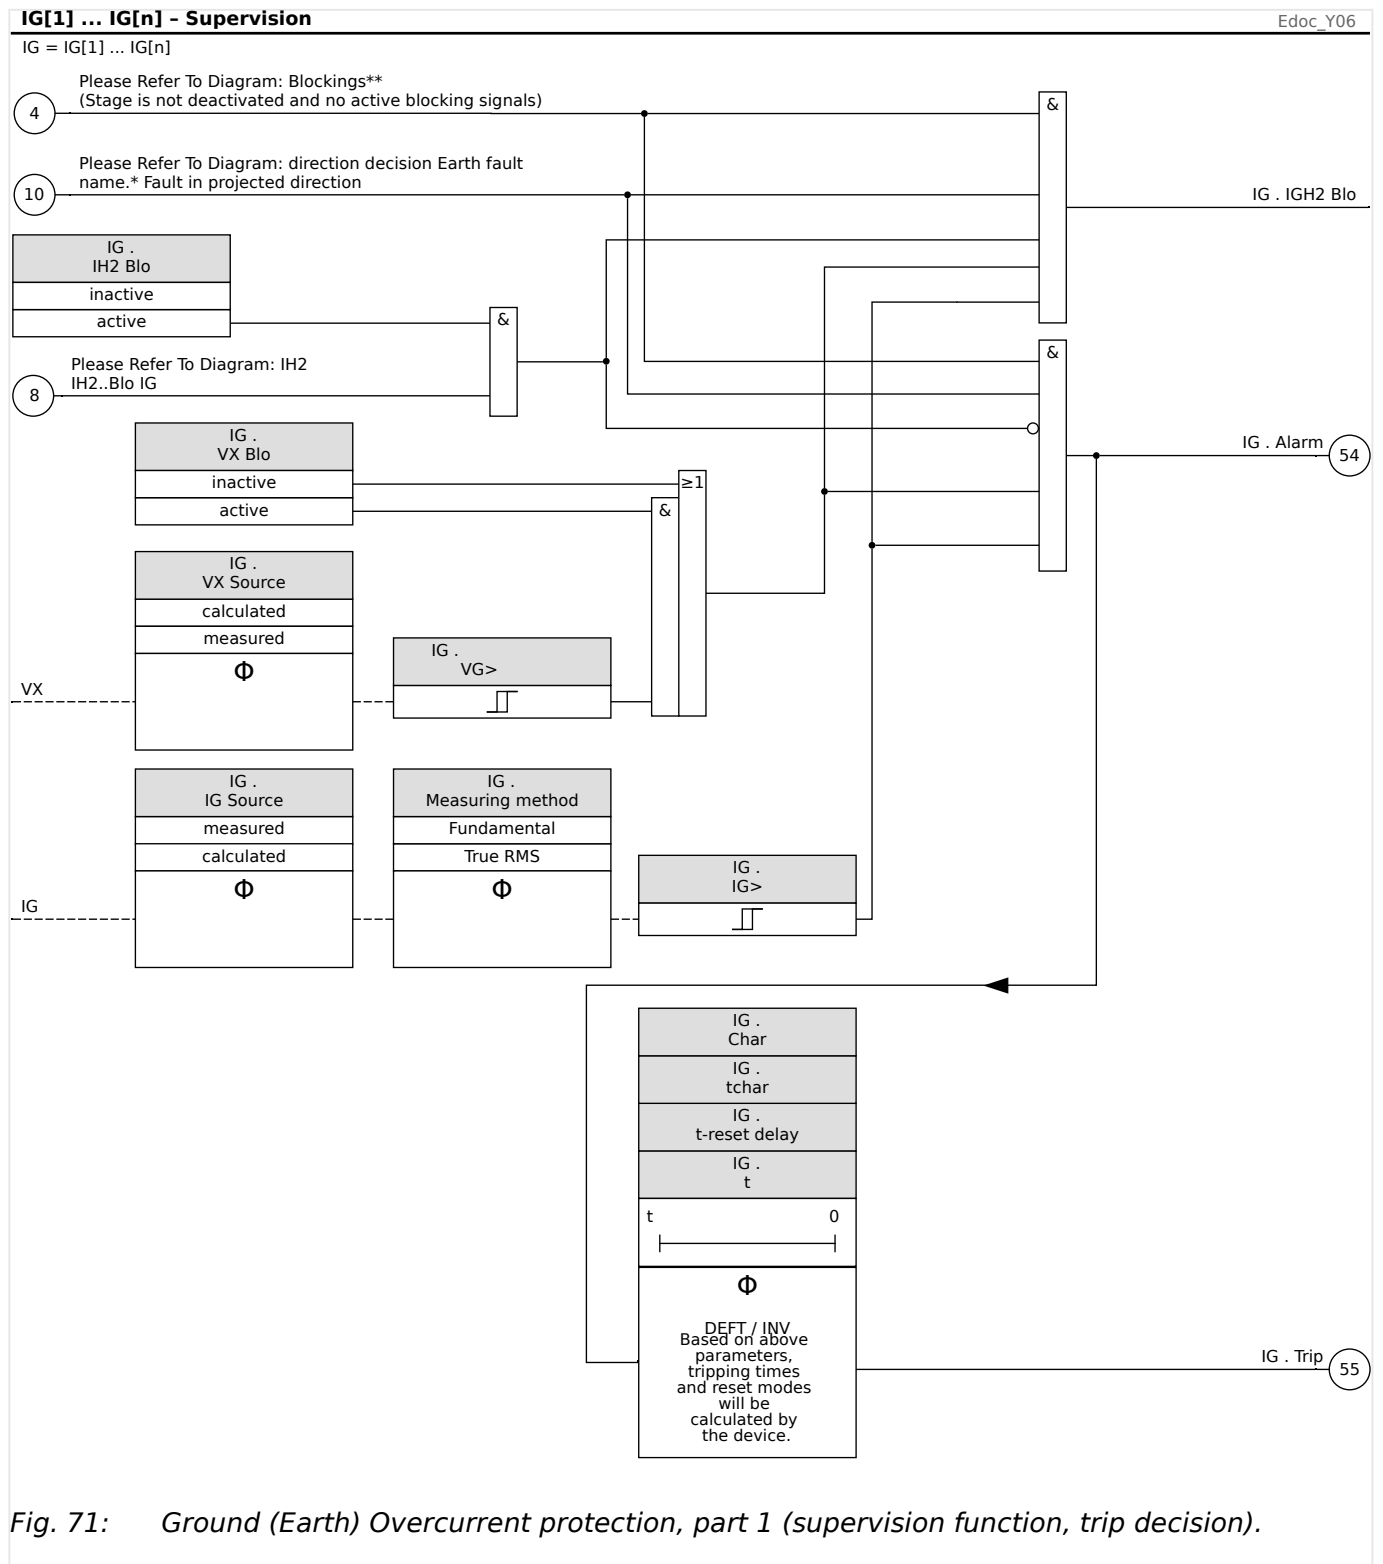 IG[1] ... IG[n] – Supervision
Edoc_Y06
IG = IG[1] ... IG[n]
Please Refer To Diagram: Blockings**
(Stage is not deactivated and no active blocking signals)
4
&
Please Refer To Diagram: direction decision Earth fault
name.* Fault in projected direction
10
IG . IGH2 Blo
IG .
IH2 Blo
inactive
active
&
&
Please Refer To Diagram: IH2
IH2..Blo IG
8
IG .
VX Blo
inactive
active
≥1
&
IG . Alarm
54
IG .
VX Source
calculated
measured
Φ
VX
IG .
VG>
IG .
IG Source
measured
calculated
Φ
IG
IG .
Measuring method
Fundamental
True RMS
Φ
IG .
IG>
IG .
Char
IG .
tchar
IG .
t-reset delay
IG .
t
t 0
Φ
DEFT / INV
Based on above
parameters,
tripping times
and reset modes
will be
calculated by
the device.
IG . Trip
55
Fig. 71: Ground (Earth) Overcurrent protection, part 1 (supervision function, trip decision).